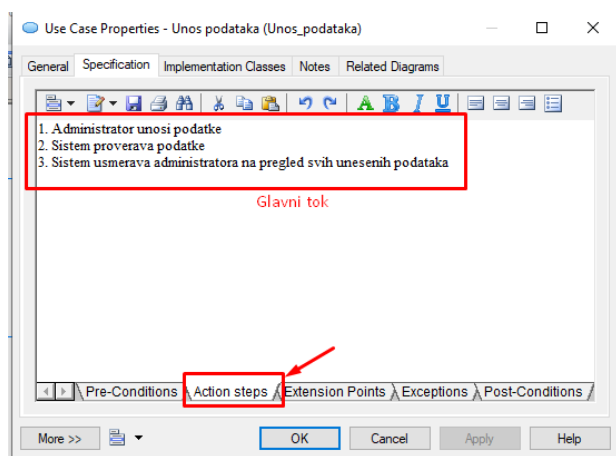 Use Case Properties - Unos podataka (Unos_podataka)
General Specification Implementation Classes Notes Related Diagrams
A B I U
1. Administrator unosi podatke
2. Sistem proverava podatke
3. Sistem usmerava administratora na pregled svih unesenih podataka
Glavni tok
Pre-Conditions Action steps Extension Points Exceptions Post-Conditions
More >> OK Cancel Apply Help